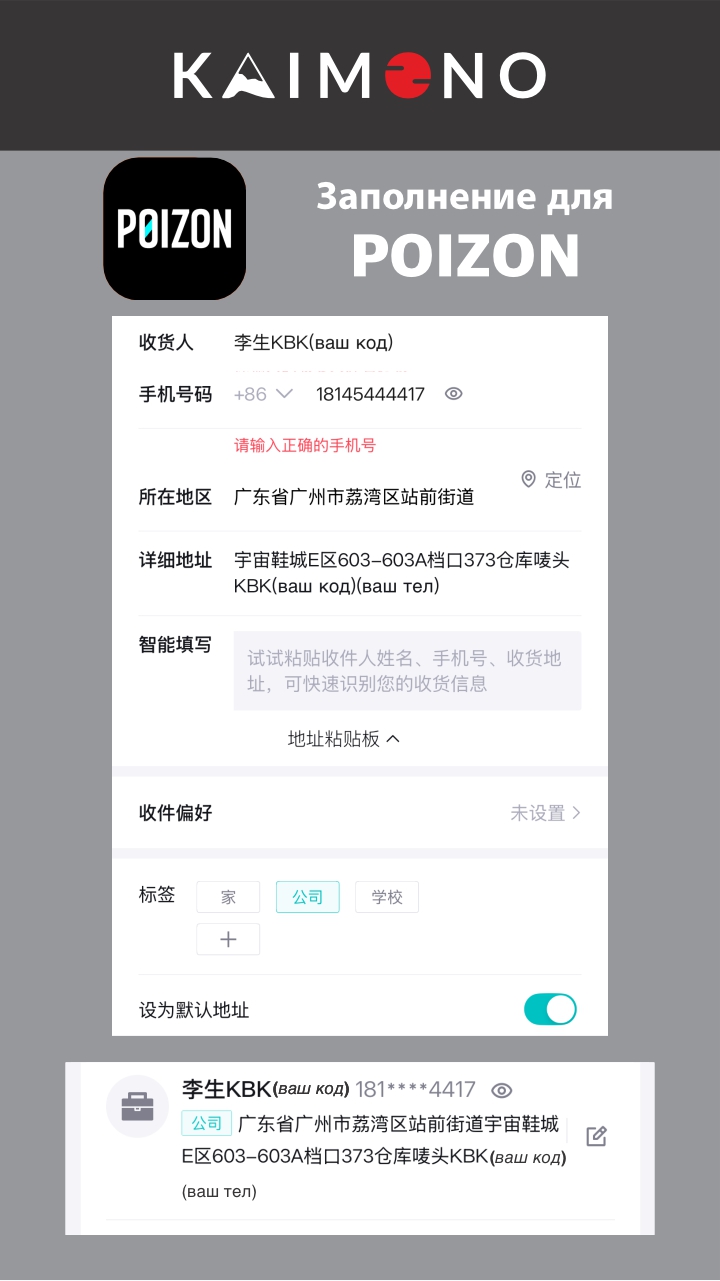 KAIMONO
POIZON
Заполнение для
POIZON
收货人 李生KBK(ваш код)
手机号码 +86 18145444417
请输入正确的手机号
定位
所在地区 广东省广州市荔湾区站前街道
详细地址 宇宙鞋城E区603-603A档口373仓库唛头
KBK(ваш код)(ваш тел)
智能填写 试试粘贴收件人姓名、手机号、收货地
址，可快速识别您的收货信息
地址粘贴板
收件偏好 未设置
标签 家 公司 学校
+
设为默认地址
李生KBK(ваш код) 181****4417
公司 广东省广州市荔湾区站前街道宇宙鞋城
E区603-603A档口373仓库唛头KBK(ваш код)
(ваш тел)